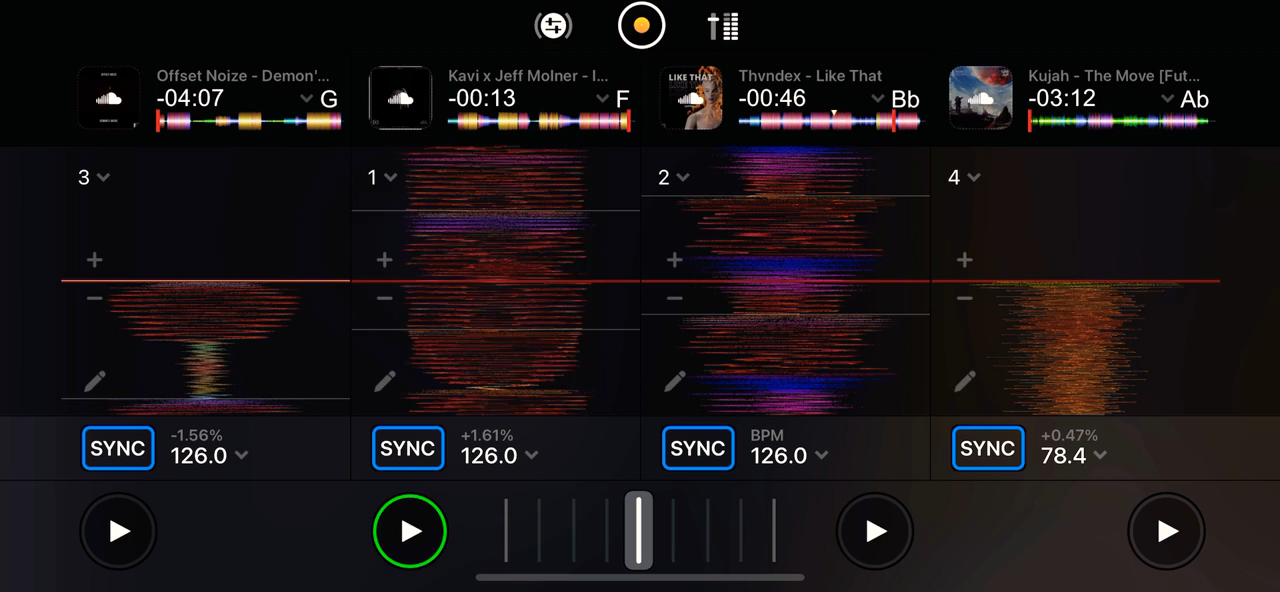 Offset Noize - Demon'...
-04:07 G
Kavi x Jeff Molner - I...
-00:13 F
LIKE THAT
Thvndex - Like That
-00:46 Bb
Kujah - The Move [Fut...
-03:12 Ab
3
1
2
4
SYNC -1.56%
126.0
SYNC +1.61%
126.0
SYNC BPM
126.0
SYNC +0.47%
78.4